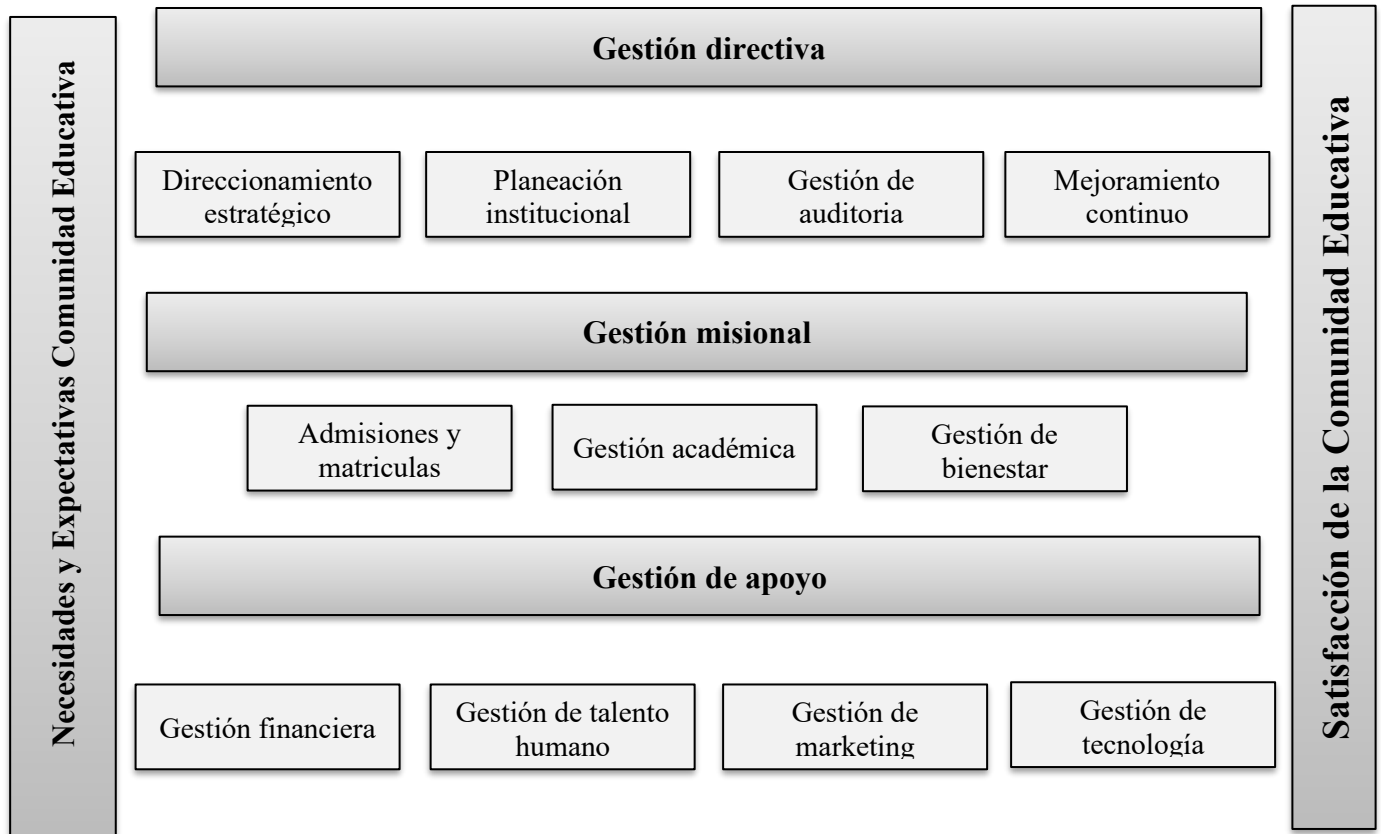 Necesidades y Expectativas Comunidad Educativa
Gestión directiva
Direccionamiento
estratégico
Planeación
institucional
Gestión de
auditoria
Mejoramiento
continuo
Gestión misional
Admisiones y
matriculas
Gestión académica
Gestión de
bienestar
Gestión de apoyo
Gestión financiera
Gestión de talento
humano
Gestión de
marketing
Gestión de
tecnología
Satisfacción de la Comunidad Educativa